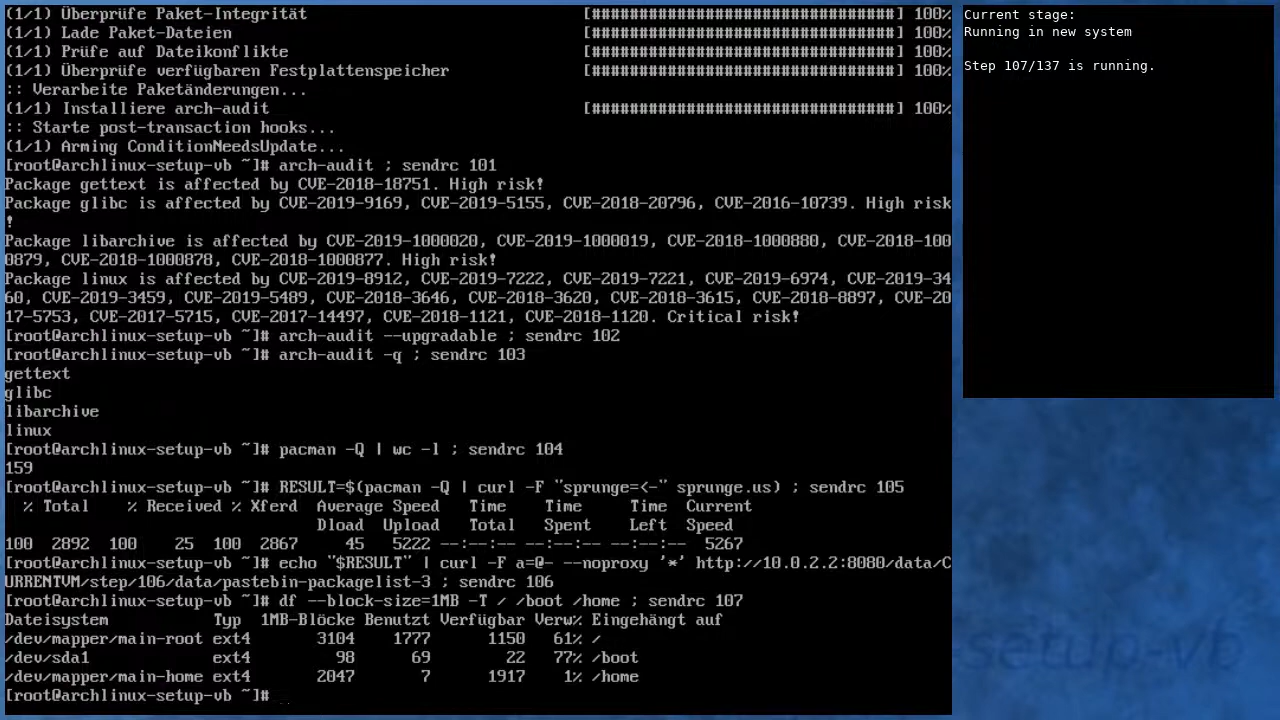 (1/1) Überprüfe Paket-Integrität [################################] 100%
(1/1) Lade Paket-Dateien [################################] 100%
(1/1) Prüfe auf Dateikonflikte [################################] 100%
(1/1) Überprüfe verfügbaren Festplattenspeicher [################################] 100%
:: Verarbeite Paketänderungen...
(1/1) Installiere arch-audit [################################] 100%
:: Starte post-transaction hooks...
(1/1) Arming ConditionNeedsUpdate...
[root@archlinux-setup-vb ~]# arch-audit ; sendrc 101
Package gettext is affected by CVE-2018-18751. High risk!
Package glibc is affected by CVE-2019-9169, CVE-2019-5155, CVE-2018-20796, CVE-2016-10739. High risk
!
Package libarchive is affected by CVE-2019-1000020, CVE-2019-1000019, CVE-2018-1000880, CVE-2018-100
0879, CVE-2018-1000878, CVE-2018-1000877. High risk!
Package linux is affected by CVE-2019-8912, CVE-2019-7222, CVE-2019-7221, CVE-2019-6974, CVE-2019-34
60, CVE-2019-3459, CVE-2019-5489, CVE-2018-3646, CVE-2018-3620, CVE-2018-3615, CVE-2018-8897, CVE-20
17-5753, CVE-2017-5715, CVE-2017-14497, CVE-2018-1121, CVE-2018-1120. Critical risk!
[root@archlinux-setup-vb ~]# arch-audit --upgradable ; sendrc 102
[root@archlinux-setup-vb ~]# arch-audit -q ; sendrc 103
gettext
glibc
libarchive
linux
[root@archlinux-setup-vb ~]# pacman -Q | wc -l ; sendrc 104
159
[root@archlinux-setup-vb ~]# RESULT=$(pacman -Q | curl -F "sprunge=<-" sprunge.us) ; sendrc 105
% Total % Received % Xferd Average Speed Time Time Time Current
Dload Upload Total Spent Left Speed
100 2892 100 25 100 2867 45 5222 --:--:-- --:--:-- --:--:-- 5267
[root@archlinux-setup-vb ~]# echo "$RESULT" | curl -F a=@- --noproxy '*' http://10.0.2.2:8080/data/C
URRENTVM/step/106/data/pastebin-packagelist-3 ; sendrc 106
[root@archlinux-setup-vb ~]# df --block-size=1MB -T / /boot /home ; sendrc 107
Dateisystem Typ 1MB-Blöcke Benutzt Verfügbar Verw% Eingehängt auf
/dev/mapper/main-root ext4 3104 1777 1150 61% /
/dev/sda1 ext4 98 69 22 77% /boot
/dev/mapper/main-home ext4 2047 7 1917 1% /home
[root@archlinux-setup-vb ~]#
Current stage:
Running in new system
Step 107/137 is running.
setup-vb